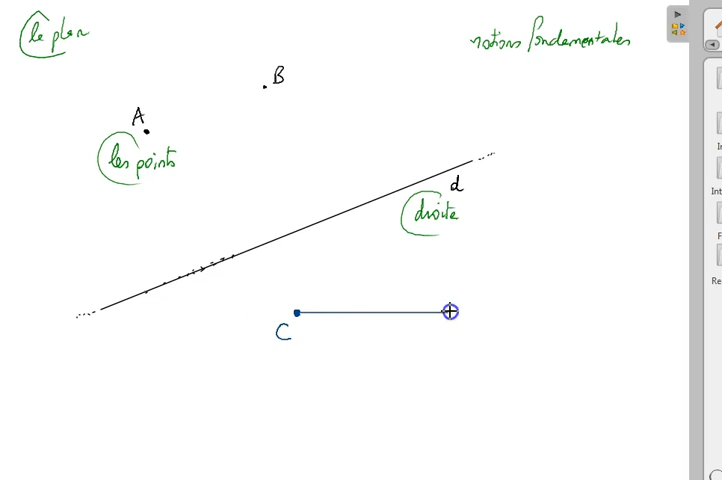 le plan
notions fondamentales
B
A
les points
d
droite
C